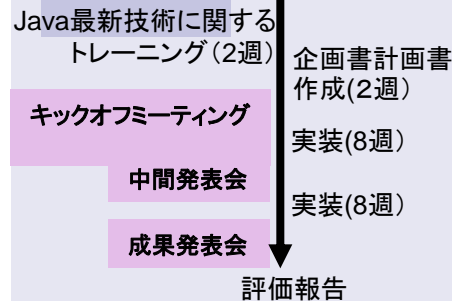 Java最新技術に関する
トレーニング(2週)
企画書計画書
作成(2週)
キックオフミーティング
実装(8週)
中間発表会
実装(8週)
成果発表会
評価報告